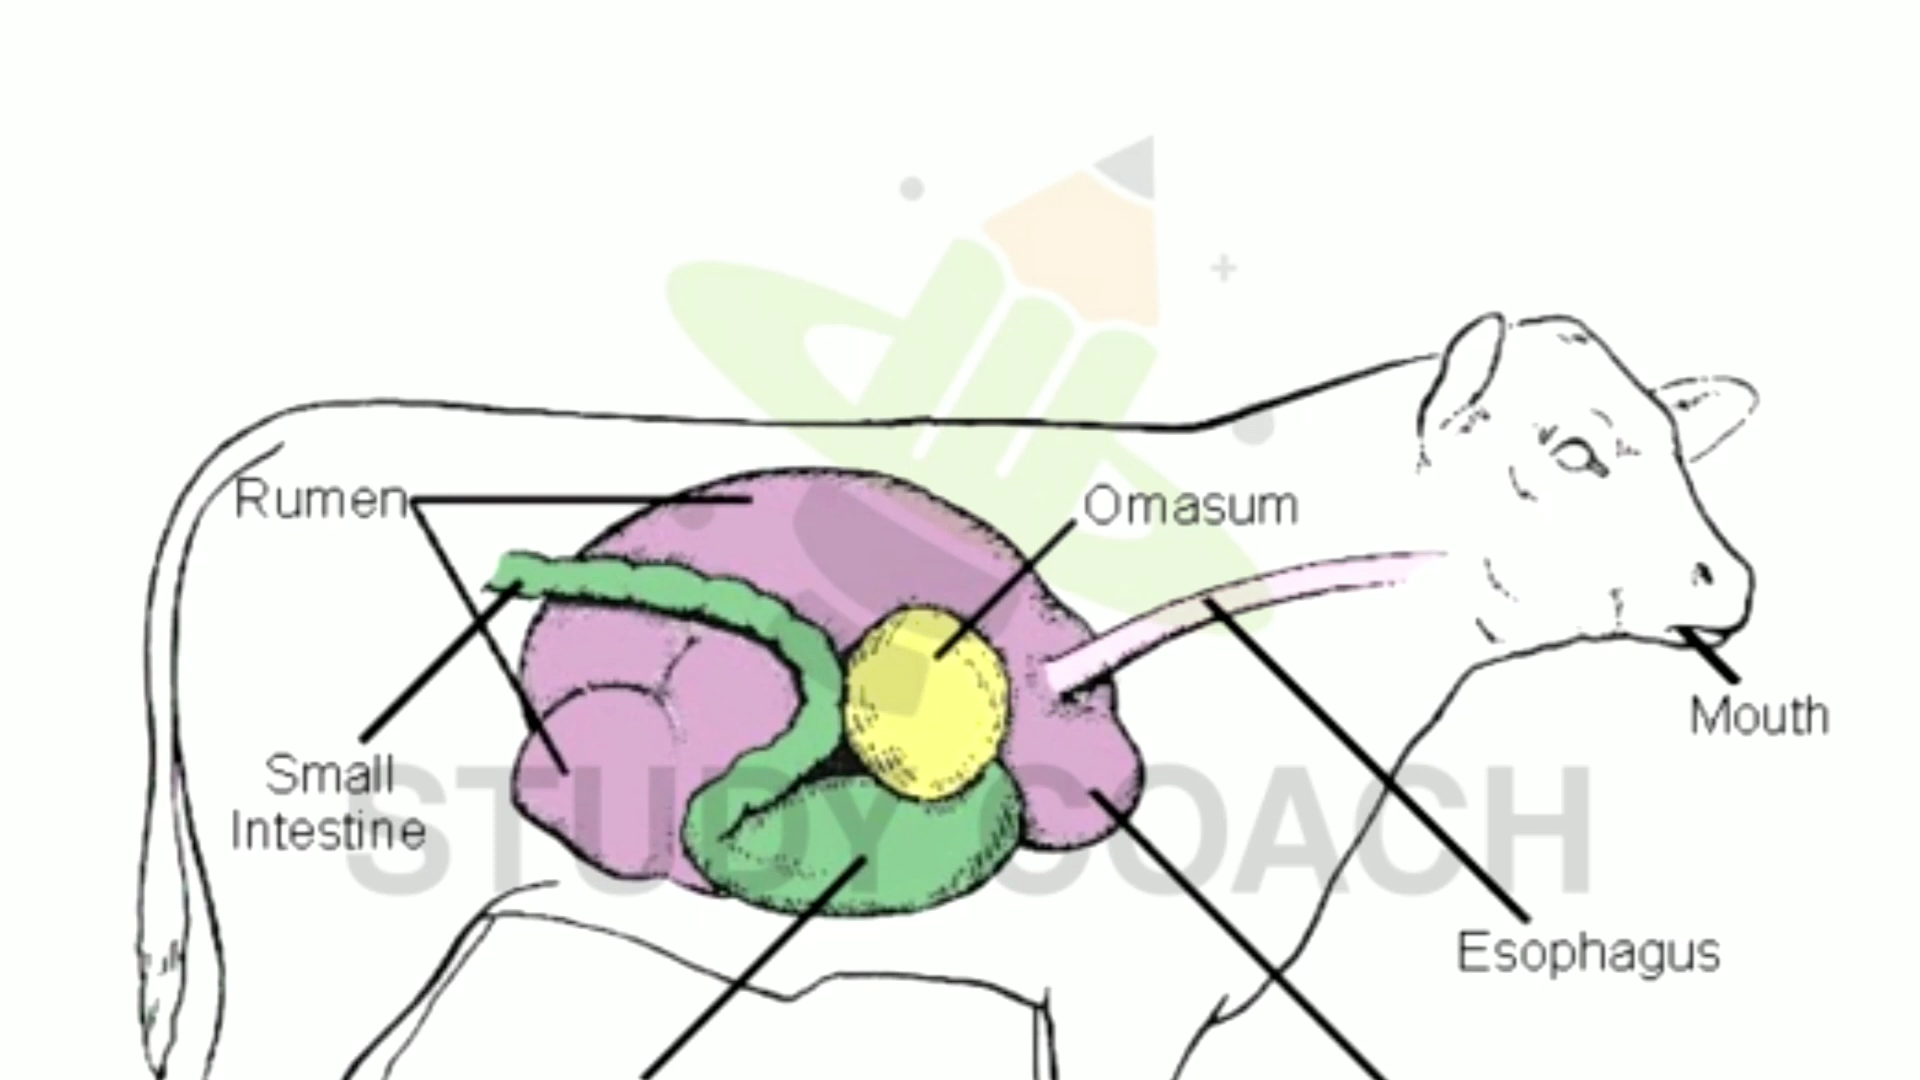 Rumen
Omasum
Mouth
Small
Intestine
STUDY COACH
Esophagus